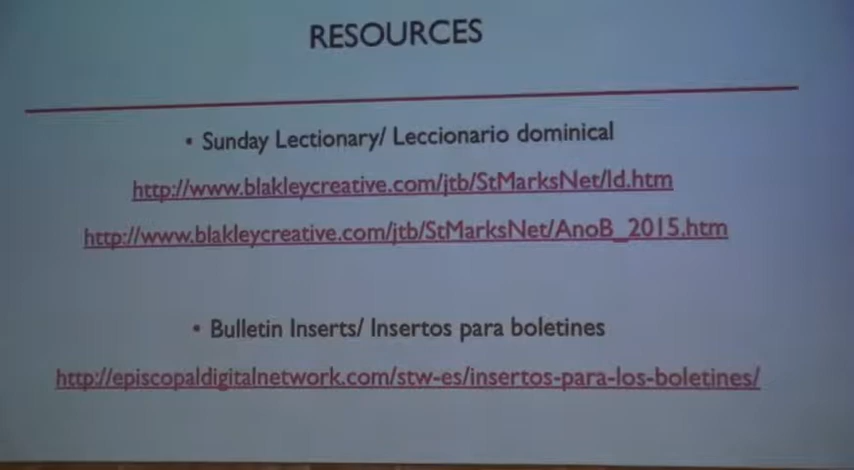 RESOURCES
• Sunday Lectionary/ Leccionario dominical
http://www.blakleycreative.com/jtb/StMarksNet/ld.htm
http://www.blakleycreative.com/jtb/StMarksNet/AnoB_2015.htm
• Bulletin Inserts/ Insertos para boletines
http://episcopaldigitalnetwork.com/stw-es/insertos-para-los-boletines/